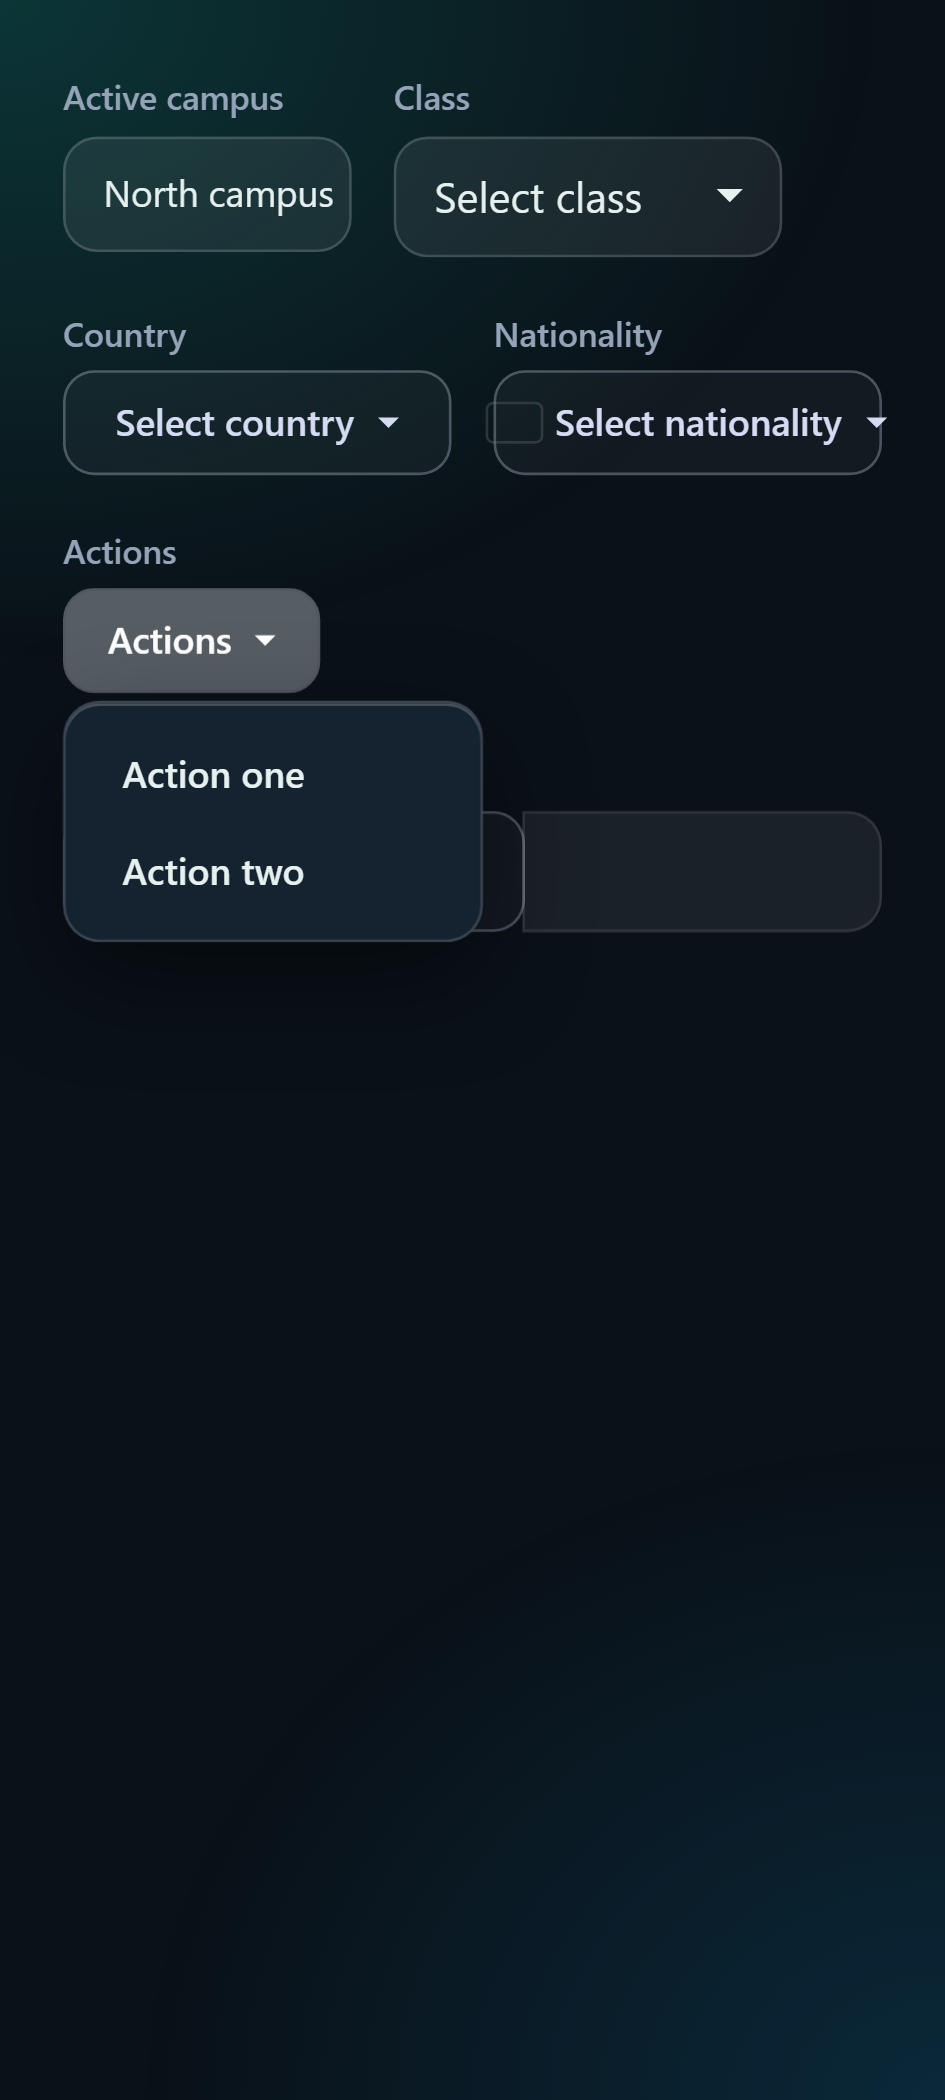 Active campus
Class
North campus
Select class
Country
Nationality
Select country
Select nationality
Actions
Actions
Action one
Action two